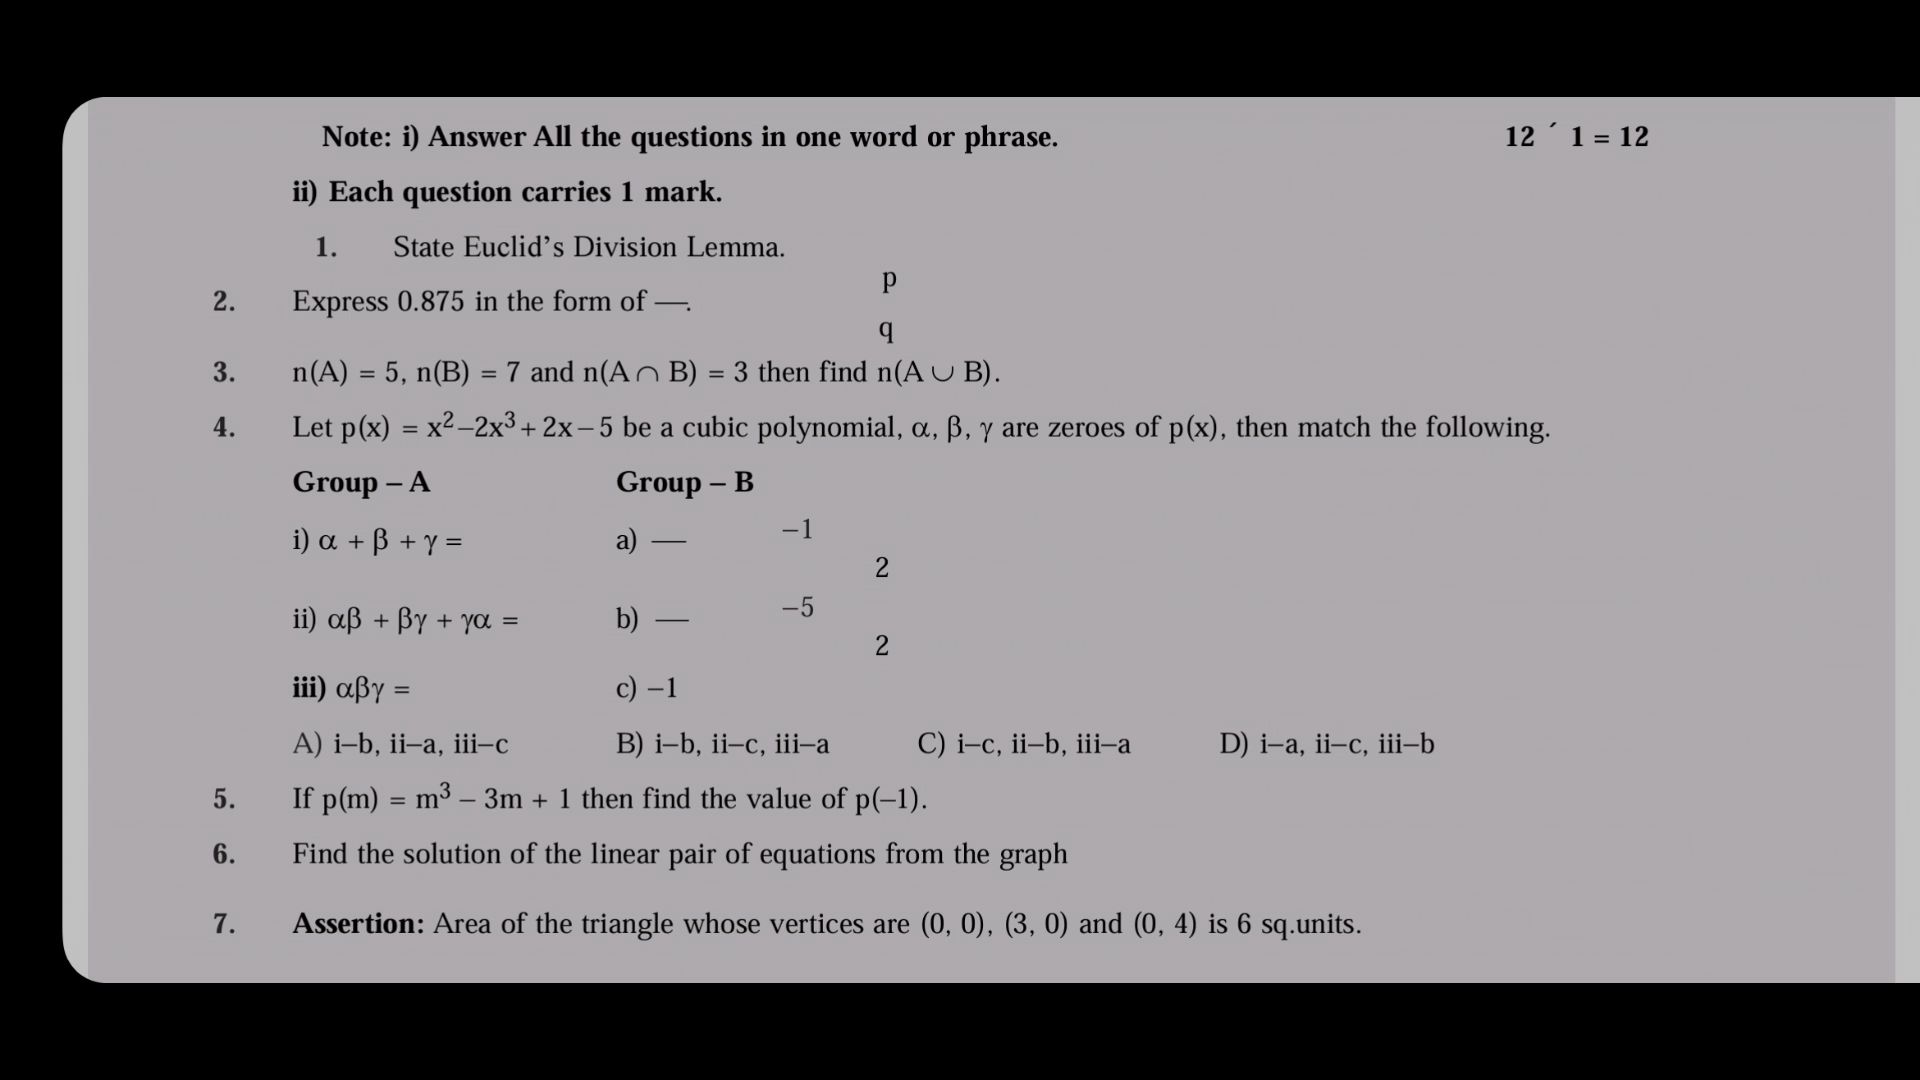 Note: i) Answer All the questions in one word or phrase. 12 ´ 1 = 12
ii) Each question carries 1 mark.
1. State Euclid’s Division Lemma.
2. Express 0.875 in the form of p/q.
3. n(A) = 5, n(B) = 7 and n(A ∩ B) = 3 then find n(A ∪ B).
4. Let p(x) = x²–2x³ + 2x – 5 be a cubic polynomial, α, β, γ are zeroes of p(x), then match the following.
Group – A Group – B
i) α + β + γ = a) –1/2
ii) αβ + βγ + γα = b) –5/2
iii) αβγ = c) –1
A) i–b, ii–a, iii–c B) i–b, ii–c, iii–a C) i–c, ii–b, iii–a D) i–a, ii–c, iii–b
5. If p(m) = m³ – 3m + 1 then find the value of p(–1).
6. Find the solution of the linear pair of equations from the graph
7. Assertion: Area of the triangle whose vertices are (0, 0), (3, 0) and (0, 4) is 6 sq.units.